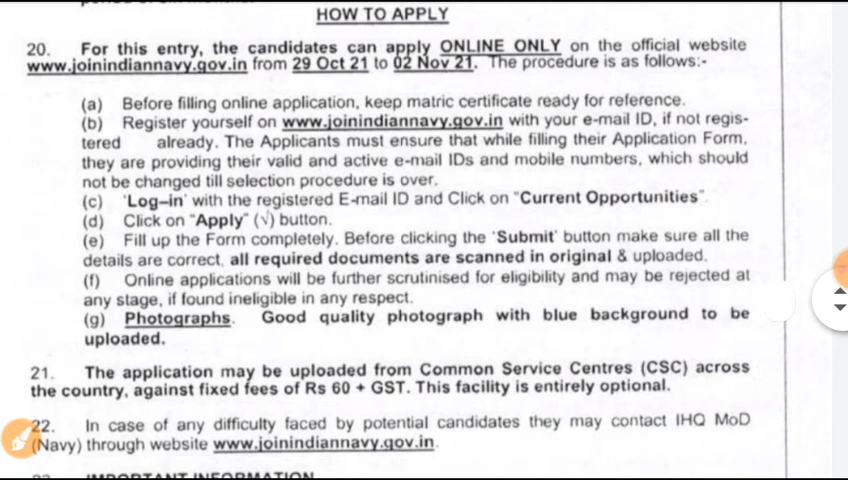 HOW TO APPLY
20. For this entry, the candidates can apply ONLINE ONLY on the official website
www.joinindiannavy.gov.in from 29 Oct 21 to 02 Nov 21. The procedure is as follows:-
(a) Before filling online application, keep matric certificate ready for reference.
(b) Register yourself on www.joinindiannavy.gov.in with your e-mail ID, if not regis-
tered already. The Applicants must ensure that while filling their Application Form,
they are providing their valid and active e-mail IDs and mobile numbers, which should
not be changed till selection procedure is over.
(c) 'Log–in' with the registered E-mail ID and Click on "Current Opportunities".
(d) Click on "Apply" (√) button.
(e) Fill up the Form completely. Before clicking the 'Submit' button make sure all the
details are correct, all required documents are scanned in original & uploaded.
(f) Online applications will be further scrutinised for eligibility and may be rejected at
any stage, if found ineligible in any respect.
(g) Photographs. Good quality photograph with blue background to be
uploaded.
21. The application may be uploaded from Common Service Centres (CSC) across
the country, against fixed fees of Rs 60 + GST. This facility is entirely optional.
22. In case of any difficulty faced by potential candidates they may contact IHQ MoD
(Navy) through website www.joinindiannavy.gov.in.
IMPORTANT INFORMATION